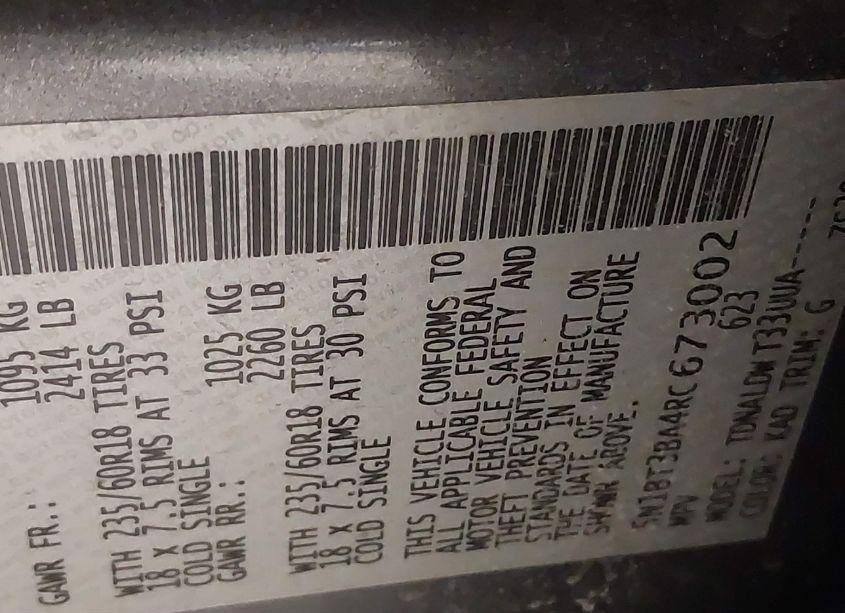 1095 KG
GAWR FR.: 2414 LB
WITH 235/60R18 TIRES
18 X 7.5 RIMS AT 33 PSI
COLD SINGLE
1025 KG
GAWR RR.: 2260 LB
WITH 235/60R18 TIRES
18 X 7.5 RIMS AT 30 PSI
COLD SINGLE
THIS VEHICLE CONFORMS TO
ALL APPLICABLE FEDERAL
MOTOR VEHICLE SAFETY AND
THEFT PREVENTION
STANDARDS IN EFFECT ON
THE DATE OF MANUFACTURE
SHOWN ABOVE.
5N1BT3BA4RC673002
MPV 623
MODEL: TDNALDW T33UUA-----
COLOR: KAD TRIM: G